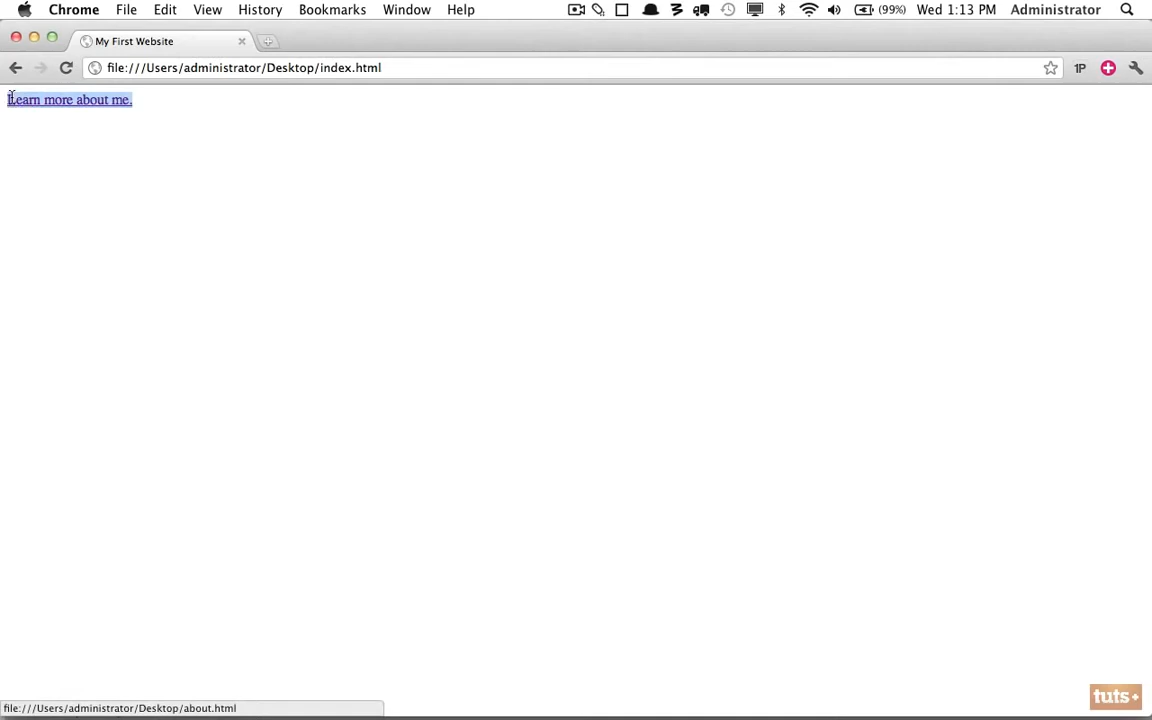 Chrome File Edit View History Bookmarks Window Help (99%) Wed 1:13 PM Administrator
My First Website
file:///Users/administrator/Desktop/index.html 1P
Learn more about me.
file:///Users/administrator/Desktop/about.html
tuts+